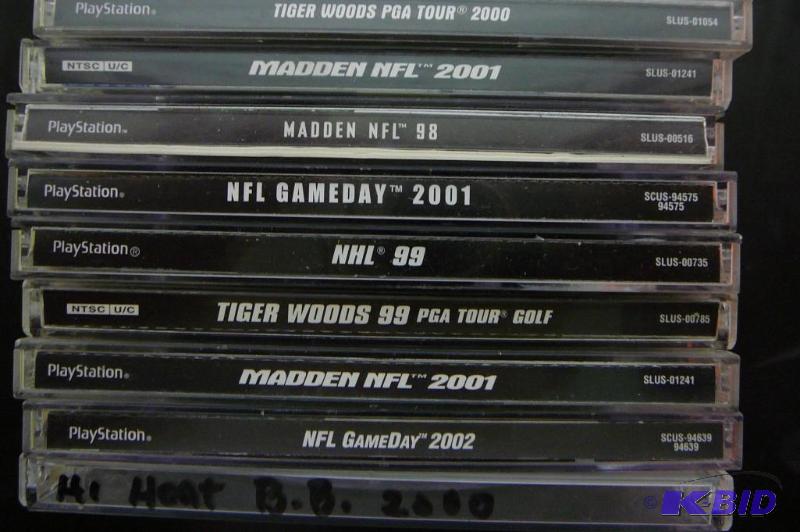 PlayStation® TIGER WOODS PGA TOUR® 2000 SLUS-01054
NTSC U/C MADDEN NFL™ 2001 SLUS-01241
PlayStation™ MADDEN NFL™ 98 SLUS-00516
PlayStation® NFL GAMEDAY™ 2001 SCUS-94575
94575
PlayStation® NHL® 99 SLUS-00735
NTSC U/C TIGER WOODS 99 PGA TOUR® GOLF SLUS-00785
PlayStation® MADDEN NFL™ 2001 SLUS-01241
PlayStation® NFL GAMEDAY™ 2002 SCUS-94639
94639
Hi Heat B.B. 2000
© K-BID